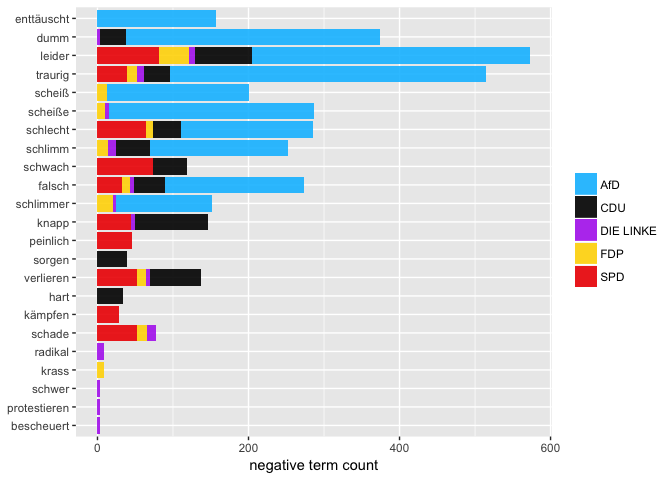 enttäuscht
dumm
leider
traurig
scheiß
scheiße
schlecht
schlimm
schwach
falsch
schlimmer
knapp
peinlich
sorgen
verlieren
hart
kämpfen
schade
radikal
krass
schwer
protestieren
bescheuert
0 200 400 600
negative term count
AfD
CDU
DIE LINKE
FDP
SPD